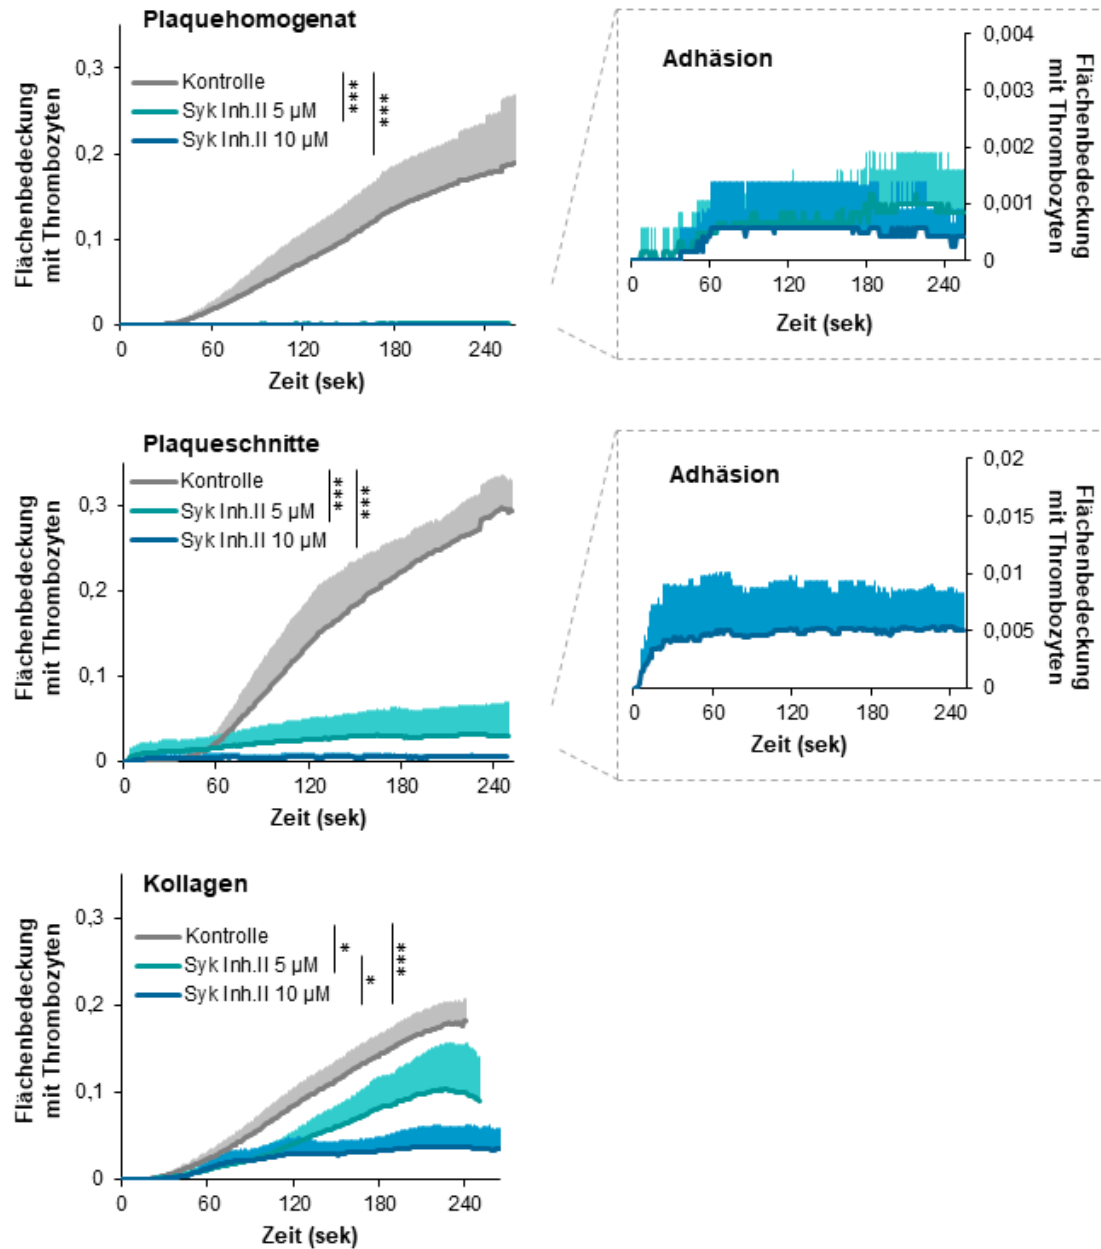 Plaquehomogenat
Flächenbedeckung
mit Thrombozyten
0,3
0,2
0,1
0
Kontrolle
Syk Inh.II 5 µM
Syk Inh.II 10 µM
***
***
0 60 120 180 240
Zeit (sek)
Adhäsion
0,004
0,003
0,002
0,001
0
Flächenbedeckung
mit Thrombozyten
0 60 120 180 240
Zeit (sek)
Plaqueschnitte
Flächenbedeckung
mit Thrombozyten
0,3
0,2
0,1
0
Kontrolle
Syk Inh.II 5 µM
Syk Inh.II 10 µM
***
***
0 60 120 180 240
Zeit (sek)
Adhäsion
0,02
0,015
0,01
0,005
0
Flächenbedeckung
mit Thrombozyten
0 60 120 180 240
Zeit (sek)
Kollagen
Flächenbedeckung
mit Thrombozyten
0,3
0,2
0,1
0
Kontrolle
Syk Inh.II 5 µM
Syk Inh.II 10 µM
*
*
***
0 60 120 180 240
Zeit (sek)